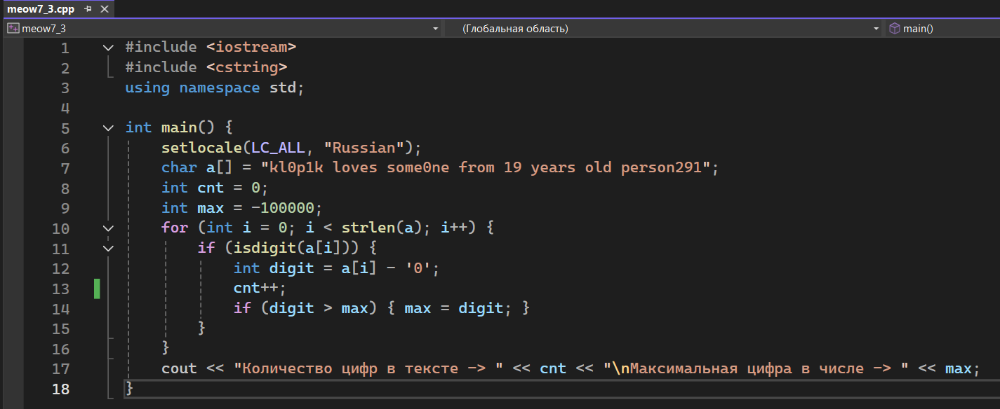 meow7_3.cpp
meow7_3 (Глобальная область) main()
1 #include <iostream>
2 #include <cstring>
3 using namespace std;
4
5 int main() {
6 setlocale(LC_ALL, "Russian");
7 char a[] = "kl0p1k loves some0ne from 19 years old person291";
8 int cnt = 0;
9 int max = -100000;
10 for (int i = 0; i < strlen(a); i++) {
11 if (isdigit(a[i])) {
12 int digit = a[i] - '0';
13 cnt++;
14 if (digit > max) { max = digit; }
15 }
16 }
17 cout << "Количество цифр в тексте -> " << cnt << "\nМаксимальная цифра в числе -> " << max;
18 }